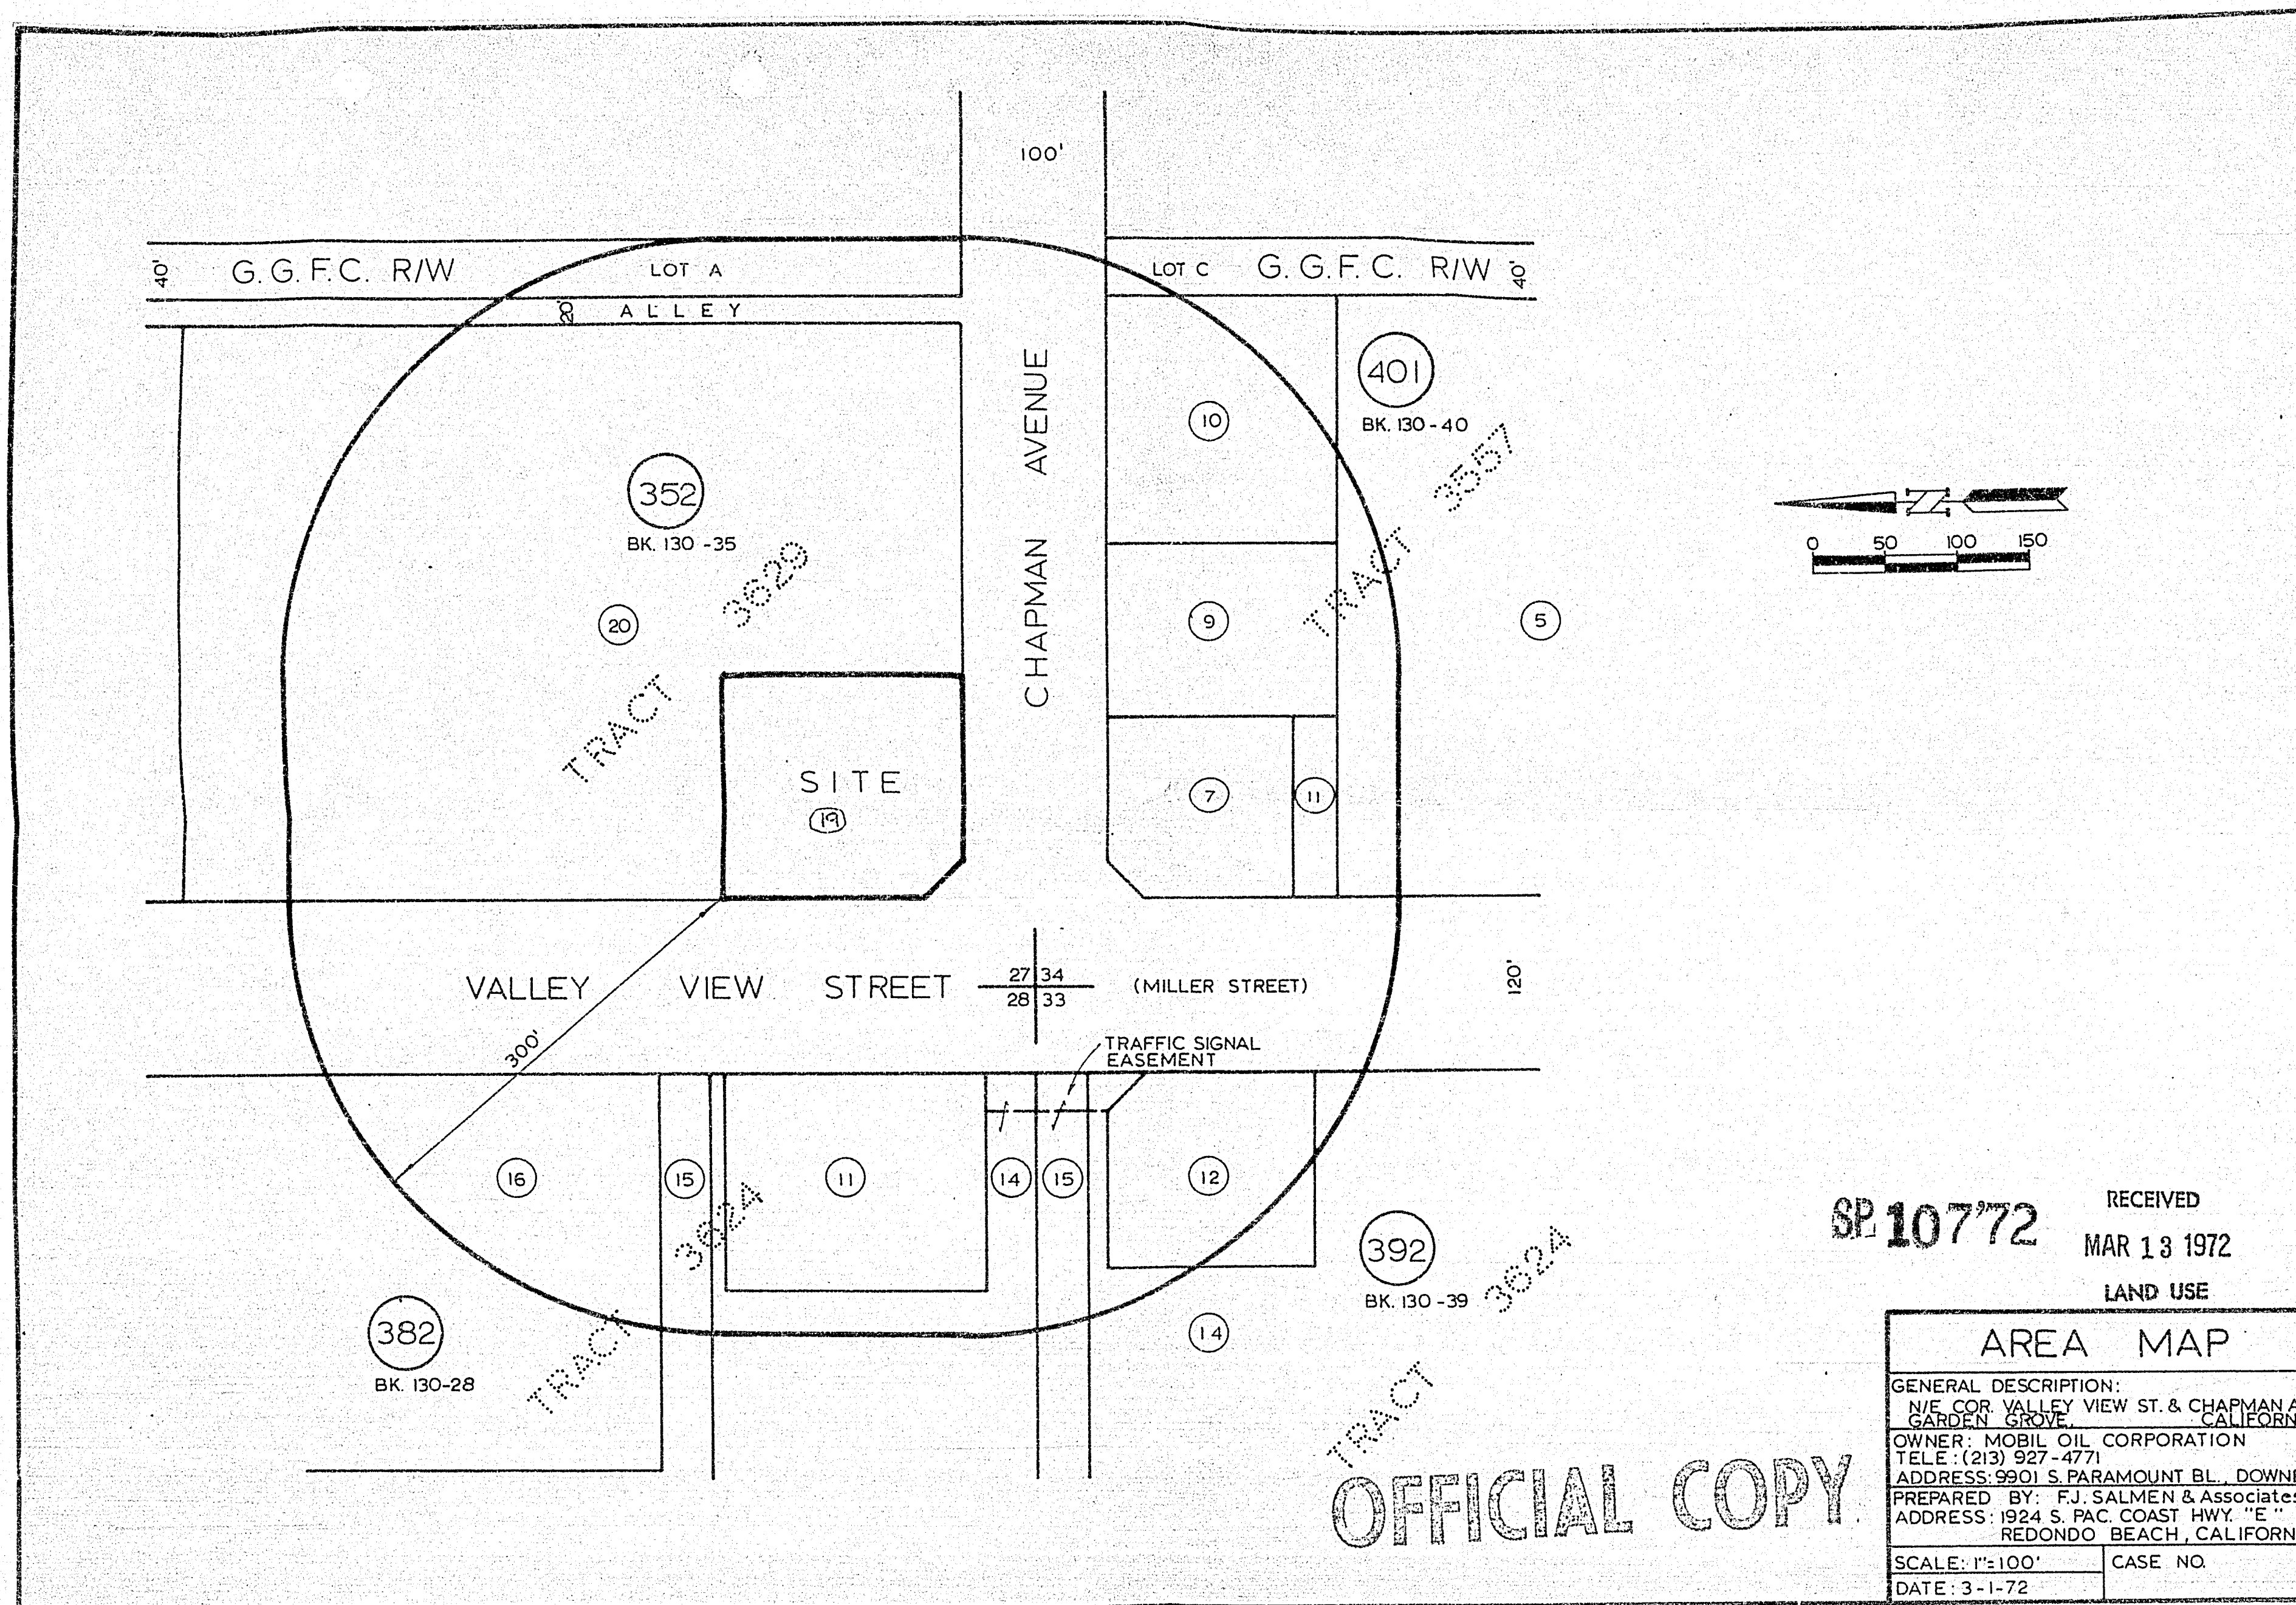 100'
40'
G.G.F.C. R/W
LOT A
LOT C
G.G.F.C. R/W
40'
20'
ALLEY
CHAPMAN AVENUE
401
BK. 130-40
10
TRACT 3557
352
BK. 130-35
TRACT 3629
0 50 100 150
20
9
5
SITE
19
7
11
VALLEY VIEW STREET
27 34
28 33
(MILLER STREET)
120'
300'
TRAFFIC SIGNAL
EASEMENT
16
15
11
14
15
12
TRACT 362A
392
BK. 130-39
TRACT 362A
382
BK. 130-28
14
SP 107'72
RECEIVED
MAR 13 1972
LAND USE
OFFICIAL COPY
AREA MAP
GENERAL DESCRIPTION:
N/E COR. VALLEY VIEW ST. & CHAPMAN A
GARDEN GROVE, CALIFORN
OWNER: MOBIL OIL CORPORATION
TELE: (213) 927-4771
ADDRESS: 9901 S. PARAMOUNT BL., DOWN
PREPARED BY: F.J. SALMEN & Associates
ADDRESS: 1924 S. PAC. COAST HWY. "E"
REDONDO BEACH, CALIFORN
SCALE: 1"=100'
CASE NO.
DATE: 3-1-72